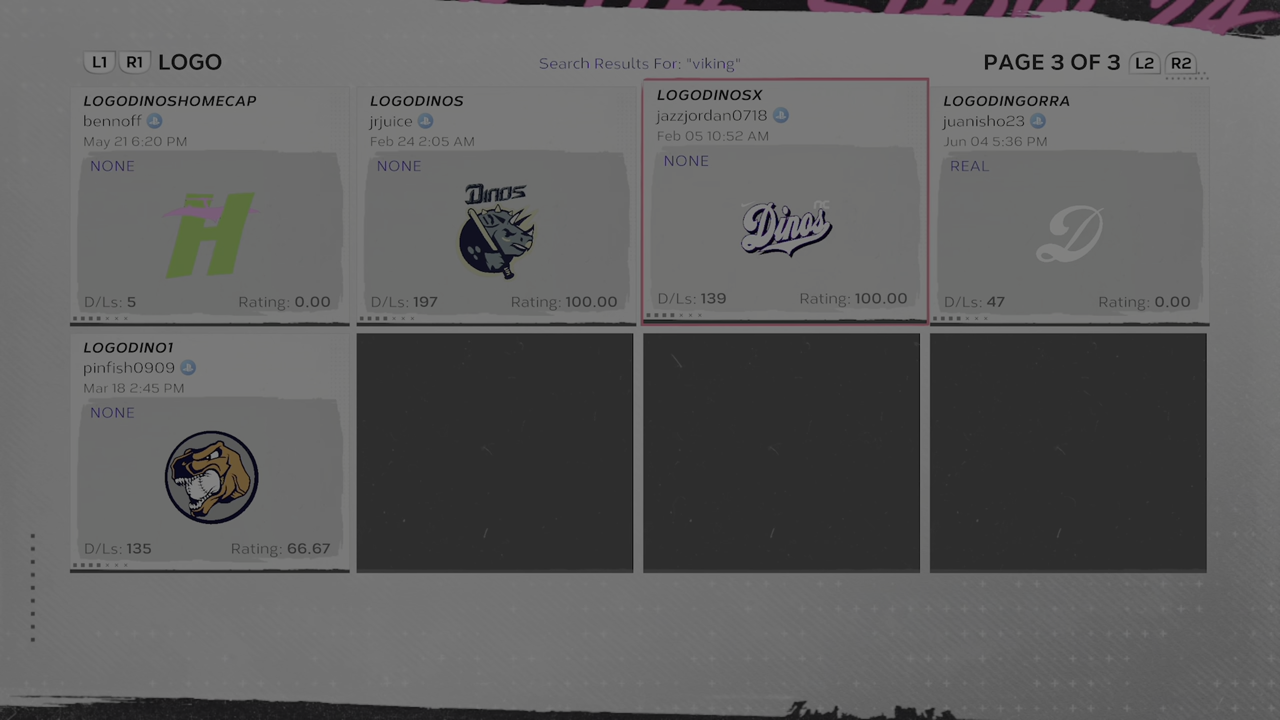 THE SHOW 24
L1 R1 LOGO
Search Results For: "viking"
PAGE 3 OF 3 L2 R2
LOGODINOSHOMECAP
bennoff
May 21 6:20 PM
NONE
H
D/Ls: 5 Rating: 0.00
LOGODINOS
jrjuice
Feb 24 2:05 AM
NONE
Dinos
D/Ls: 197 Rating: 100.00
LOGODINOSX
jazzjordan0718
Feb 05 10:52 AM
NONE
NC
Dinos
D/Ls: 139 Rating: 100.00
LOGODINGORRA
juanisho23
Jun 04 5:36 PM
REAL
D
D/Ls: 47 Rating: 0.00
LOGODINO1
pinfish0909
Mar 18 2:45 PM
NONE
D/Ls: 135 Rating: 66.67